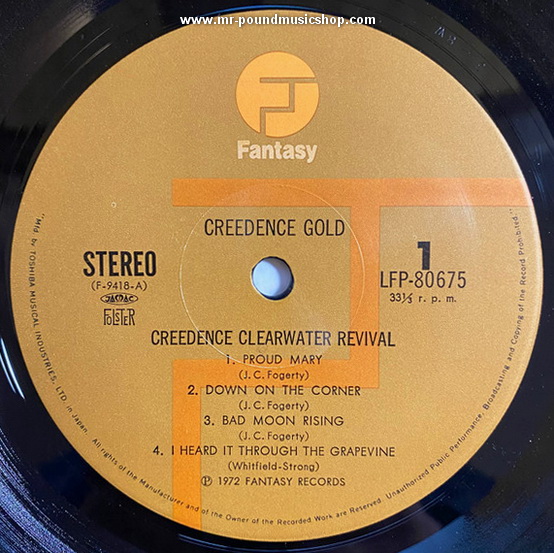 www.mr-poundmusicshop.com
Fantasy
CREEDENCE GOLD
STEREO
(F-9418-A)
JASRAC
FOLSTER
1
LFP-80675
33⅓ r. p. m.
CREEDENCE CLEARWATER REVIVAL
1. PROUD MARY
(J. C. Fogerty)
2. DOWN ON THE CORNER
(J. C. Fogerty)
3. BAD MOON RISING
(J. C. Fogerty)
4. I HEARD IT THROUGH THE GRAPEVINE
(Whitfield-Strong)
℗ 1972 FANTASY RECORDS
"Mfd by TOSHIBA MUSICAL INDUSTRIES, LTD. in Japan. All rights of the Manufacturer and of the Owner of the Recorded Work are Reserved. Unauthorized Public Performance, Broadcasting and Copying of the Record Prohibited."